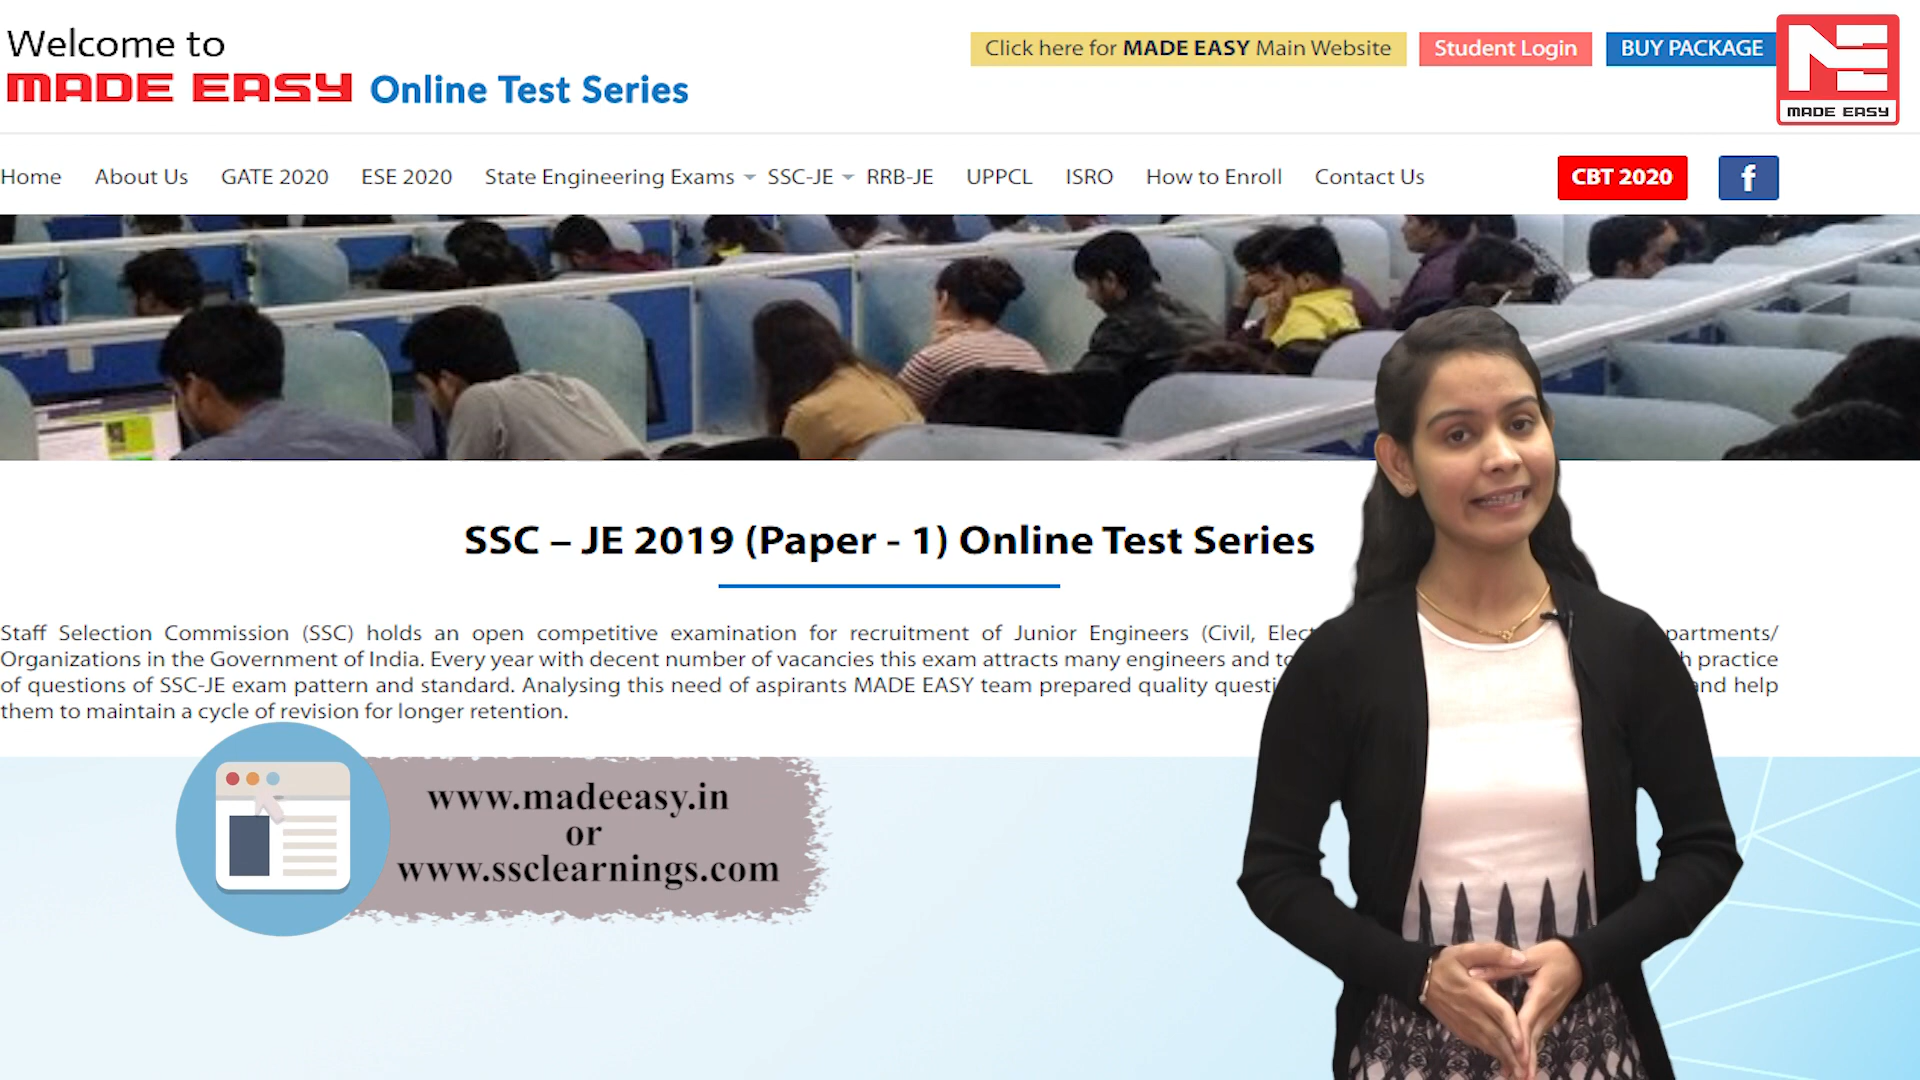 Welcome to
MADE EASY Online Test Series
Click here for MADE EASY Main Website
Student Login
BUY PACKAGE
MADE EASY
Home About Us GATE 2020 ESE 2020 State Engineering Exams SSC-JE RRB-JE UPPCL ISRO How to Enroll Contact Us
CBT 2020
f
SSC – JE 2019 (Paper - 1) Online Test Series
Staff Selection Commission (SSC) holds an open competitive examination for recruitment of Junior Engineers (Civil, Elect partments/
Organizations in the Government of India. Every year with decent number of vacancies this exam attracts many engineers and to h practice
of questions of SSC-JE exam pattern and standard. Analysing this need of aspirants MADE EASY team prepared quality questi and help
them to maintain a cycle of revision for longer retention.
www.madeeasy.in
or
www.ssclearnings.com